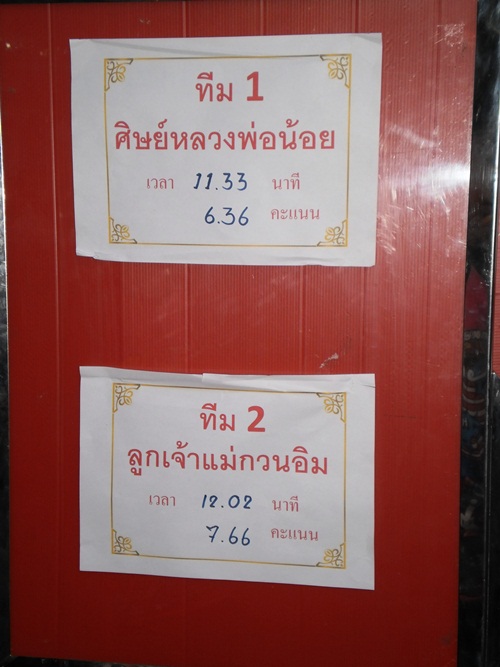 ทีม 1
ศิษย์หลวงพ่อน้อย
เวลา 11.33 นาที
6.36 คะแนน
ทีม 2
ลูกเจ้าแม่กวนอิม
เวลา 12.02 นาที
7.66 คะแนน